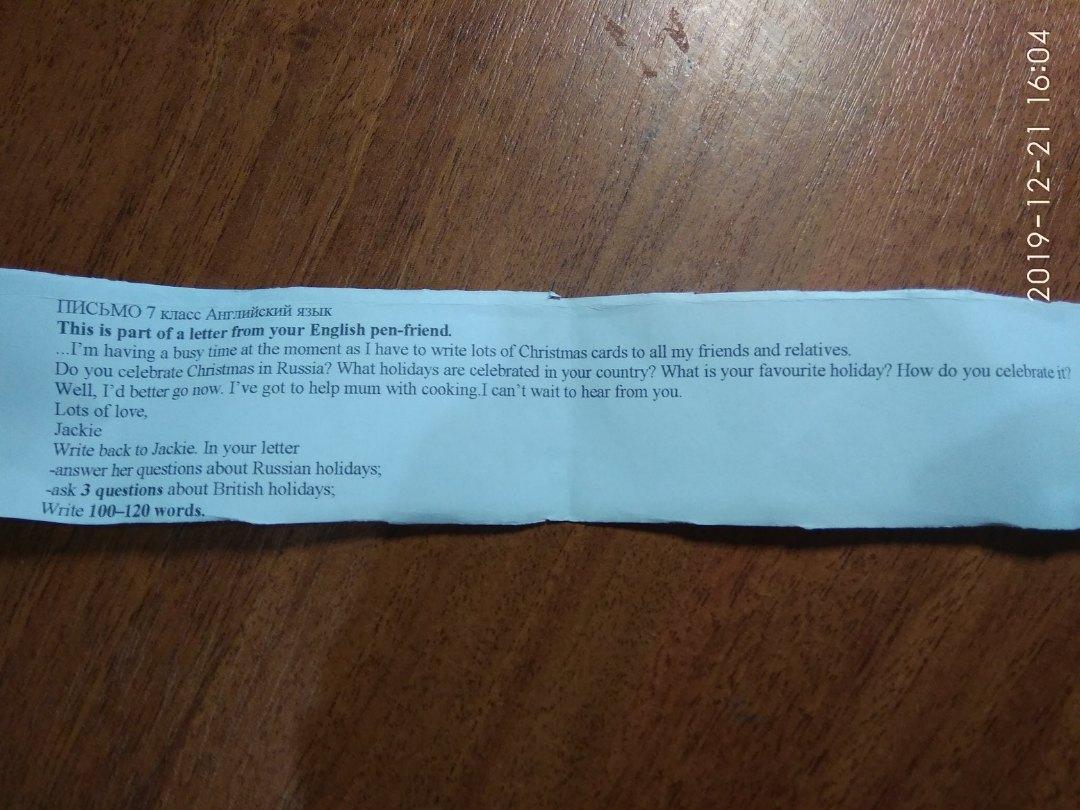 2019-12-21 16:04
ПИСЬМО 7 класс Английский язык
This is part of a letter from your English pen-friend.
...I'm having a busy time at the moment as I have to write lots of Christmas cards to all my friends and relatives.
Do you celebrate Christmas in Russia? What holidays are celebrated in your country? What is your favourite holiday? How do you celebrate it?
Well, I'd better go now. I've got to help mum with cooking.I can't wait to hear from you.
Lots of love,
Jackie
Write back to Jackie. In your letter
-answer her questions about Russian holidays;
-ask 3 questions about British holidays;
Write 100–120 words.